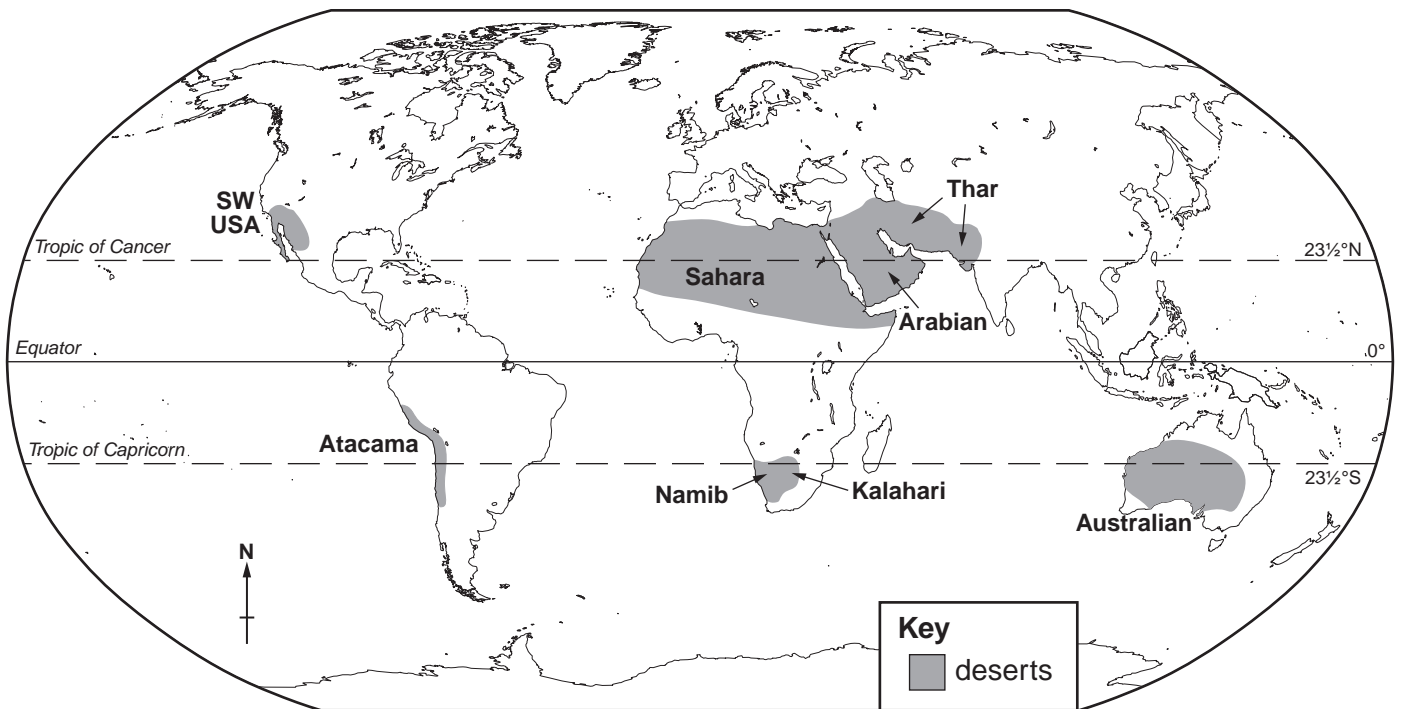 Thar
SW
USA
Tropic of Cancer
23½°N
Sahara
Arabian
Equator
0°
Atacama
Tropic of Capricorn
23½°S
Namib
Kalahari
Australian
N
Key
deserts